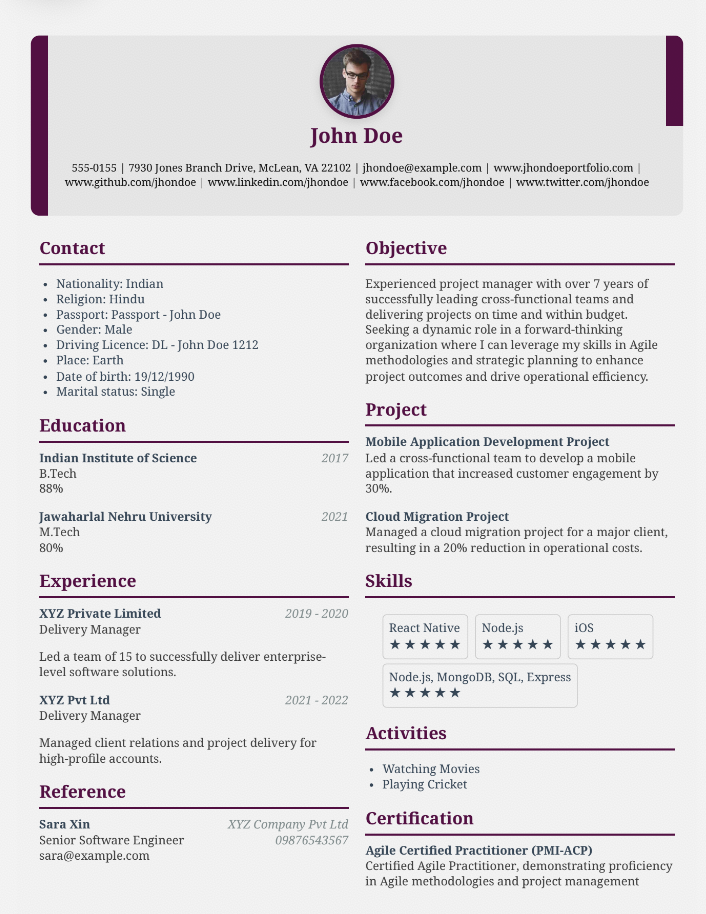 John Doe
555-0155 | 7930 Jones Branch Drive, McLean, VA 22102 | jhondoe@example.com | www.jhondoeportfolio.com |
www.github.com/jhondoe | www.linkedin.com/jhondoe | www.facebook.com/jhondoe | www.twitter.com/jhondoe
Contact
• Nationality: Indian
• Religion: Hindu
• Passport: Passport - John Doe
• Gender: Male
• Driving Licence: DL - John Doe 1212
• Place: Earth
• Date of birth: 19/12/1990
• Marital status: Single
Education
Indian Institute of Science 2017
B.Tech
88%
Jawaharlal Nehru University 2021
M.Tech
80%
Experience
XYZ Private Limited 2019 - 2020
Delivery Manager
Led a team of 15 to successfully deliver enterprise-
level software solutions.
XYZ Pvt Ltd 2021 - 2022
Delivery Manager
Managed client relations and project delivery for
high-profile accounts.
Reference
Sara Xin XYZ Company Pvt Ltd
Senior Software Engineer 09876543567
sara@example.com
Objective
Experienced project manager with over 7 years of
successfully leading cross-functional teams and
delivering projects on time and within budget.
Seeking a dynamic role in a forward-thinking
organization where I can leverage my skills in Agile
methodologies and strategic planning to enhance
project outcomes and drive operational efficiency.
Project
Mobile Application Development Project
Led a cross-functional team to develop a mobile
application that increased customer engagement by
30%.
Cloud Migration Project
Managed a cloud migration project for a major client,
resulting in a 20% reduction in operational costs.
Skills
React Native Node.js iOS
★★★★★ ★★★★★ ★★★★★
Node.js, MongoDB, SQL, Express
★★★★★
Activities
• Watching Movies
• Playing Cricket
Certification
Agile Certified Practitioner (PMI-ACP)
Certified Agile Practitioner, demonstrating proficiency
in Agile methodologies and project management